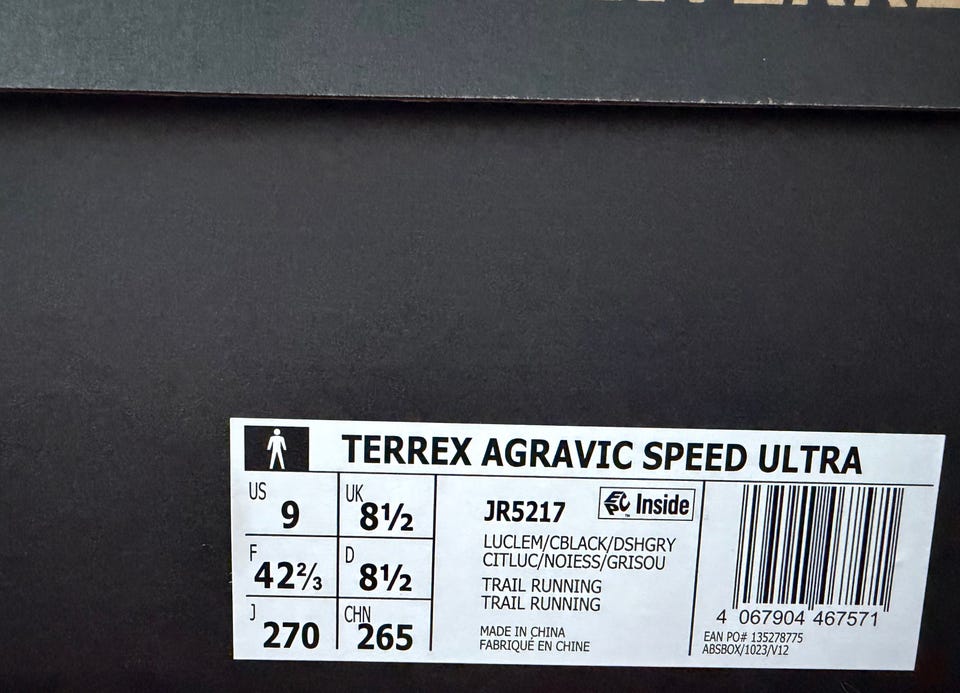 TERREX AGRAVIC SPEED ULTRA
US 9
UK 8½
F 42⅔
D 8½
J 270
CHN 265
JR5217
Inside™
LUCLEM/CBLACK/DSHGRY
CITLUC/NOIESS/GRISOU
TRAIL RUNNING
TRAIL RUNNING
MADE IN CHINA
FABRIQUÉ EN CHINE
4 067904 467571
EAN PO# 135278775
ABSBOX/1023/V12